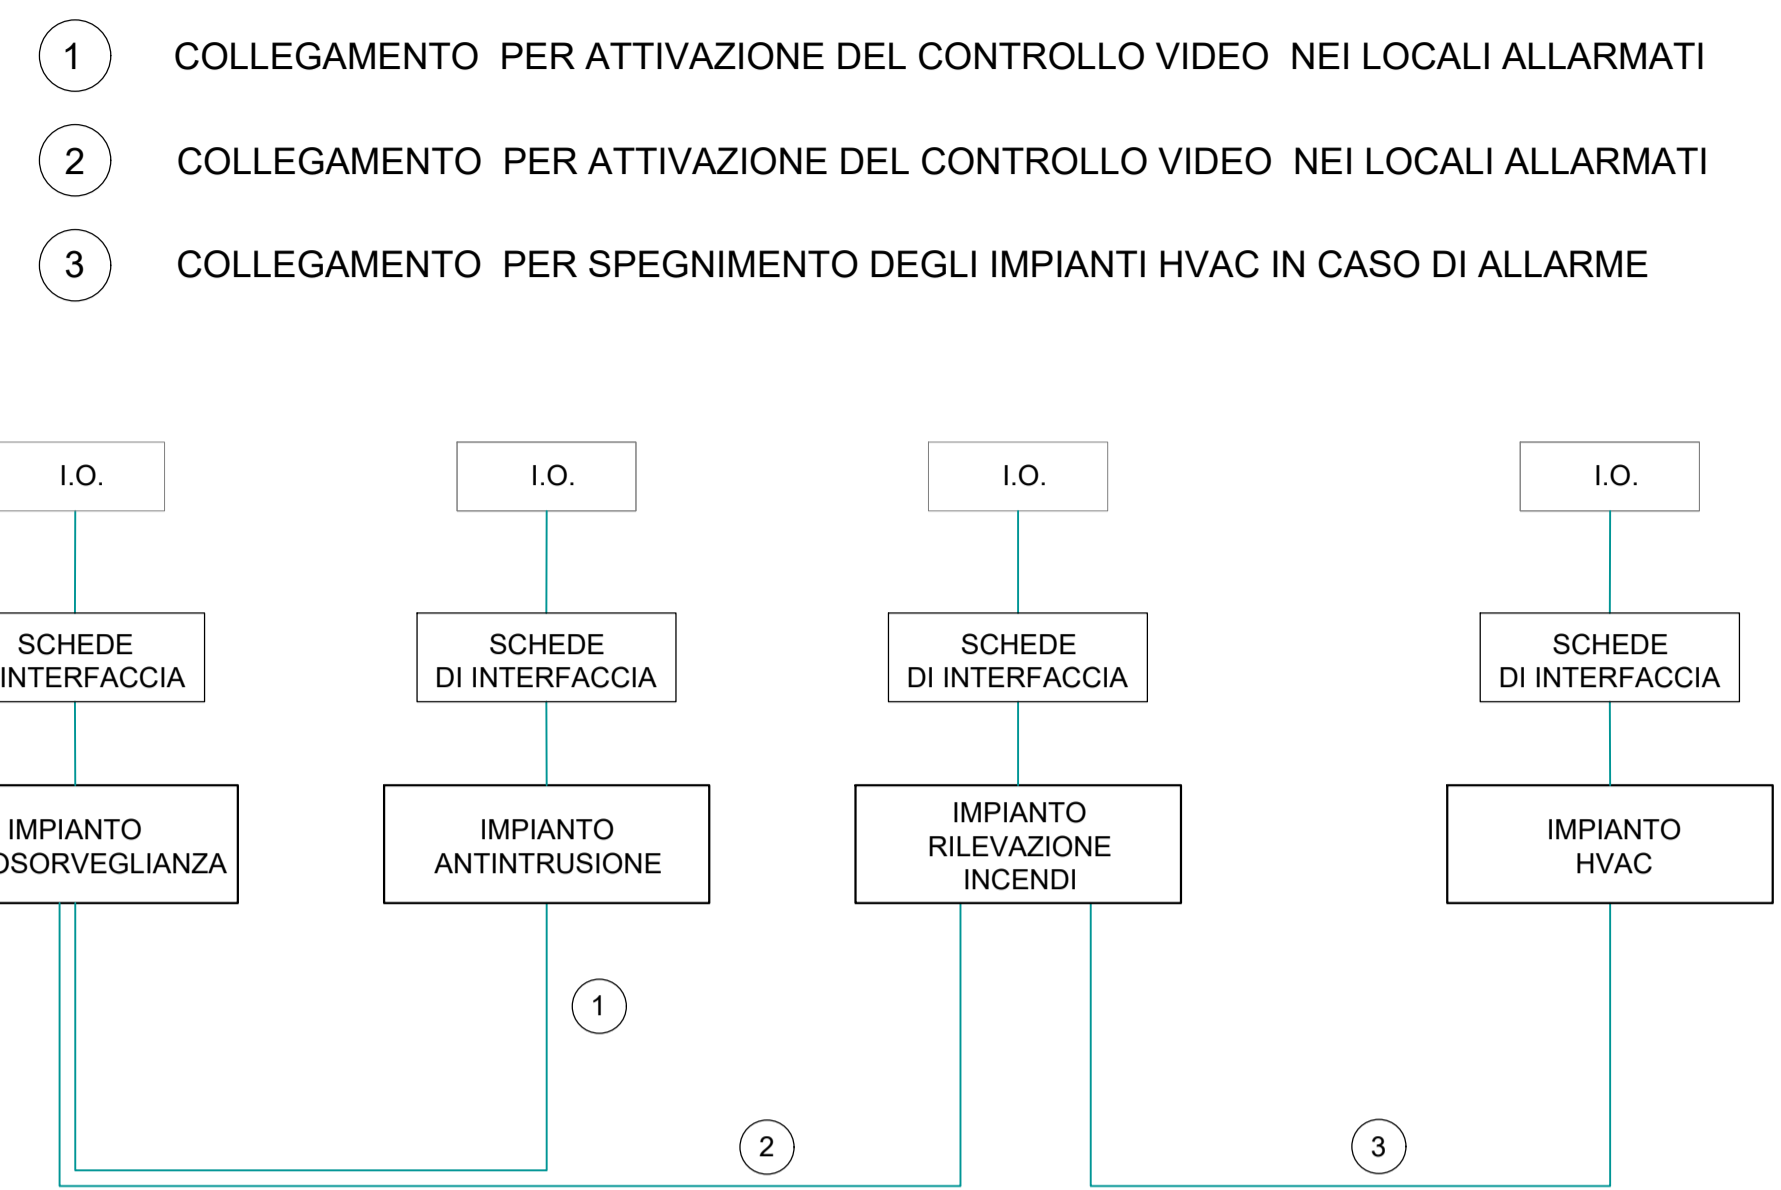 1 COLLEGAMENTO PER ATTIVAZIONE DEL CONTROLLO VIDEO NEI LOCALI ALLARMATI
2 COLLEGAMENTO PER ATTIVAZIONE DEL CONTROLLO VIDEO NEI LOCALI ALLARMATI
3 COLLEGAMENTO PER SPEGNIMENTO DEGLI IMPIANTI HVAC IN CASO DI ALLARME
I.O.
I.O.
I.O.
I.O.
SCHEDE
INTERFACCIA
SCHEDE
DI INTERFACCIA
SCHEDE
DI INTERFACCIA
SCHEDE
DI INTERFACCIA
IMPIANTO
OSORVEGLIANZA
IMPIANTO
ANTINTRUSIONE
IMPIANTO
RILEVAZIONE
INCENDI
IMPIANTO
HVAC
1
2
3